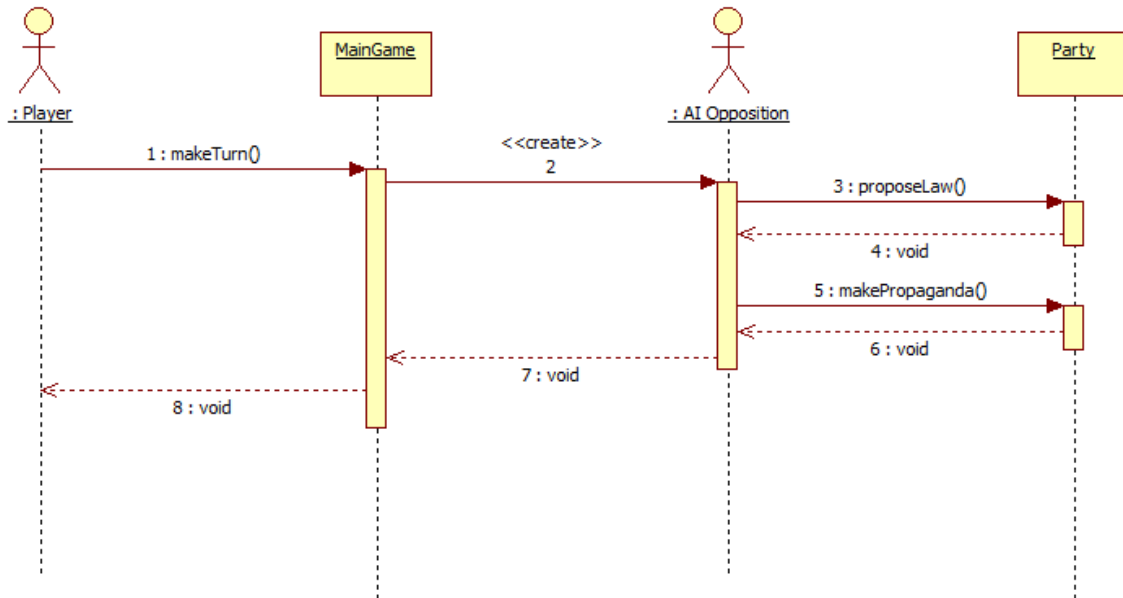 MainGame
Party
: Player
: AI Opposition
<<create>>
1 : makeTurn()
2
3 : proposeLaw()
4 : void
5 : makePropaganda()
6 : void
7 : void
8 : void